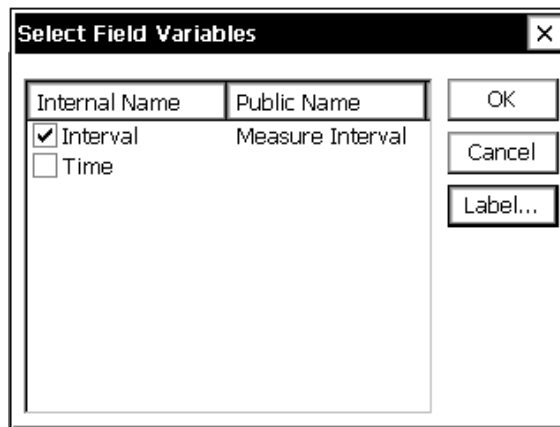 Select Field Variables
Internal Name Public Name
Interval Measure Interval
Time
OK
Cancel
Label...